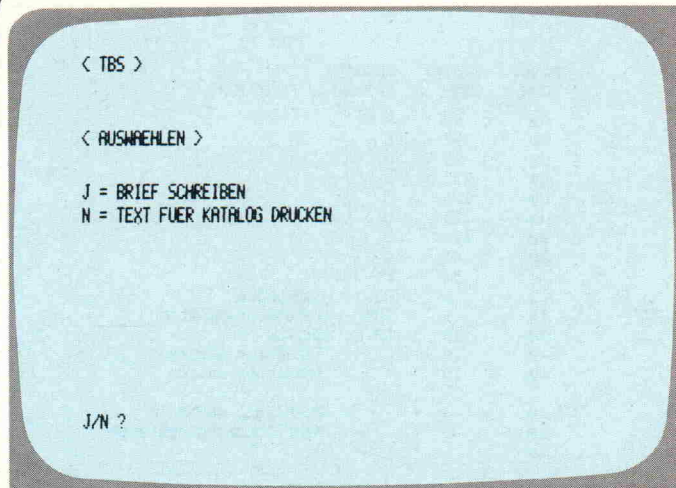 < TBS >
< AUSWAEHLEN >
J = BRIEF SCHREIBEN
N = TEXT FUER KATALOG DRUCKEN
J/N ?